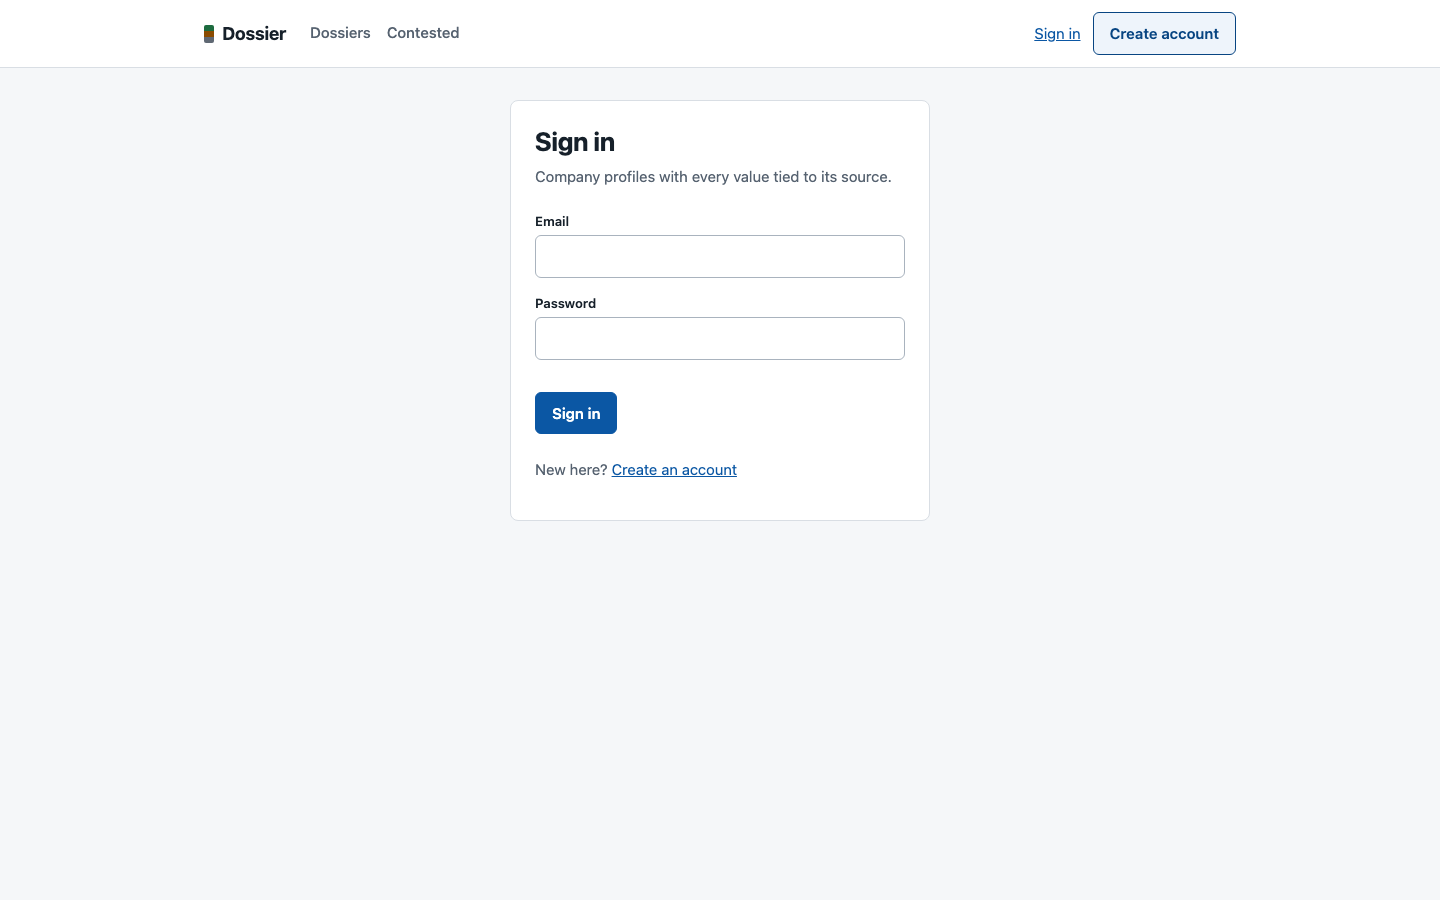 Dossier Dossiers Contested Sign in Create account
Sign in
Company profiles with every value tied to its source.
Email
Password
Sign in
New here? Create an account